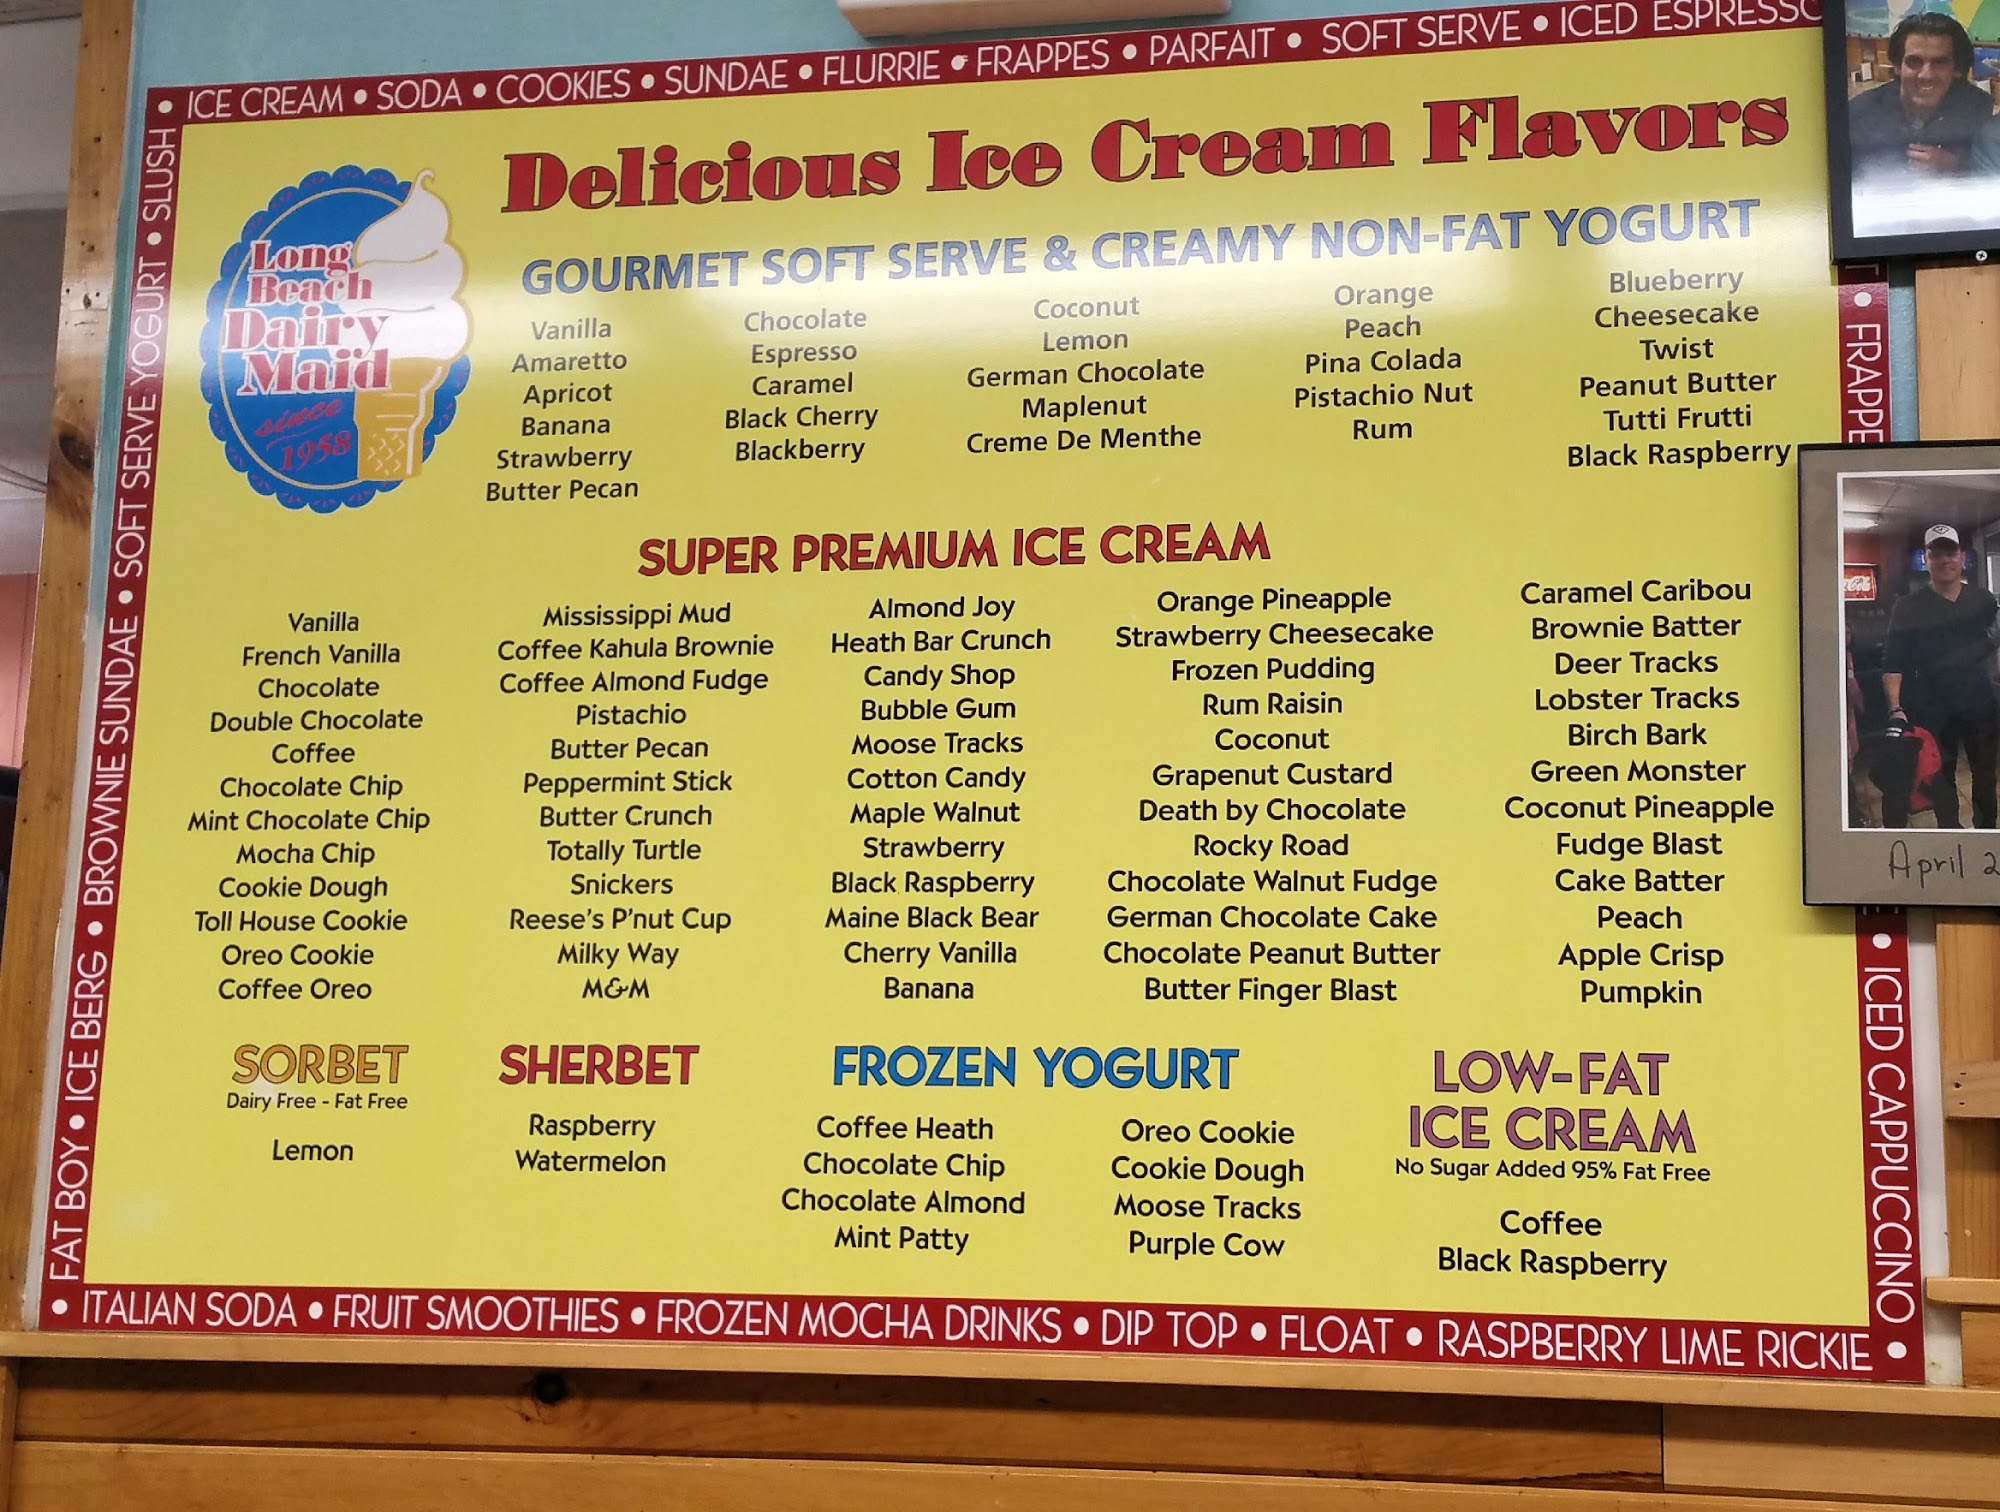 • ICE CREAM • SODA • COOKIES • SUNDAE • FLURRIE • FRAPPES • PARFAIT • SOFT SERVE • ICED ESPRESSO
FAT BOY • ICE BERG • BROWNIE SUNDAE • SOFT SERVE YOGURT • SLUSH
Long
Beach
Dairy
Maid
since
1958
Delicious Ice Cream Flavors
GOURMET SOFT SERVE & CREAMY NON-FAT YOGURT
Vanilla
Amaretto
Apricot
Banana
Strawberry
Butter Pecan
Chocolate
Espresso
Caramel
Black Cherry
Blackberry
Coconut
Lemon
German Chocolate
Maplenut
Creme De Menthe
Orange
Peach
Pina Colada
Pistachio Nut
Rum
Blueberry
Cheesecake
Twist
Peanut Butter
Tutti Frutti
Black Raspberry
SUPER PREMIUM ICE CREAM
Vanilla
French Vanilla
Chocolate
Double Chocolate
Coffee
Chocolate Chip
Mint Chocolate Chip
Mocha Chip
Cookie Dough
Toll House Cookie
Oreo Cookie
Coffee Oreo
Mississippi Mud
Coffee Kahula Brownie
Coffee Almond Fudge
Pistachio
Butter Pecan
Peppermint Stick
Butter Crunch
Totally Turtle
Snickers
Reese's P'nut Cup
Milky Way
M&M
Almond Joy
Heath Bar Crunch
Candy Shop
Bubble Gum
Moose Tracks
Cotton Candy
Maple Walnut
Strawberry
Black Raspberry
Maine Black Bear
Cherry Vanilla
Banana
Orange Pineapple
Strawberry Cheesecake
Frozen Pudding
Rum Raisin
Coconut
Grapenut Custard
Death by Chocolate
Rocky Road
Chocolate Walnut Fudge
German Chocolate Cake
Chocolate Peanut Butter
Butter Finger Blast
Caramel Caribou
Brownie Batter
Deer Tracks
Lobster Tracks
Birch Bark
Green Monster
Coconut Pineapple
Fudge Blast
Cake Batter
Peach
Apple Crisp
Pumpkin
SORBET
Dairy Free - Fat Free
Lemon
SHERBET
Raspberry
Watermelon
FROZEN YOGURT
Coffee Heath
Chocolate Chip
Chocolate Almond
Mint Patty
Oreo Cookie
Cookie Dough
Moose Tracks
Purple Cow
LOW-FAT
ICE CREAM
No Sugar Added 95% Fat Free
Coffee
Black Raspberry
• FRAPPE
• ICED CAPPUCCINO •
• ITALIAN SODA • FRUIT SMOOTHIES • FROZEN MOCHA DRINKS • DIP TOP • FLOAT • RASPBERRY LIME RICKIE •
April 2